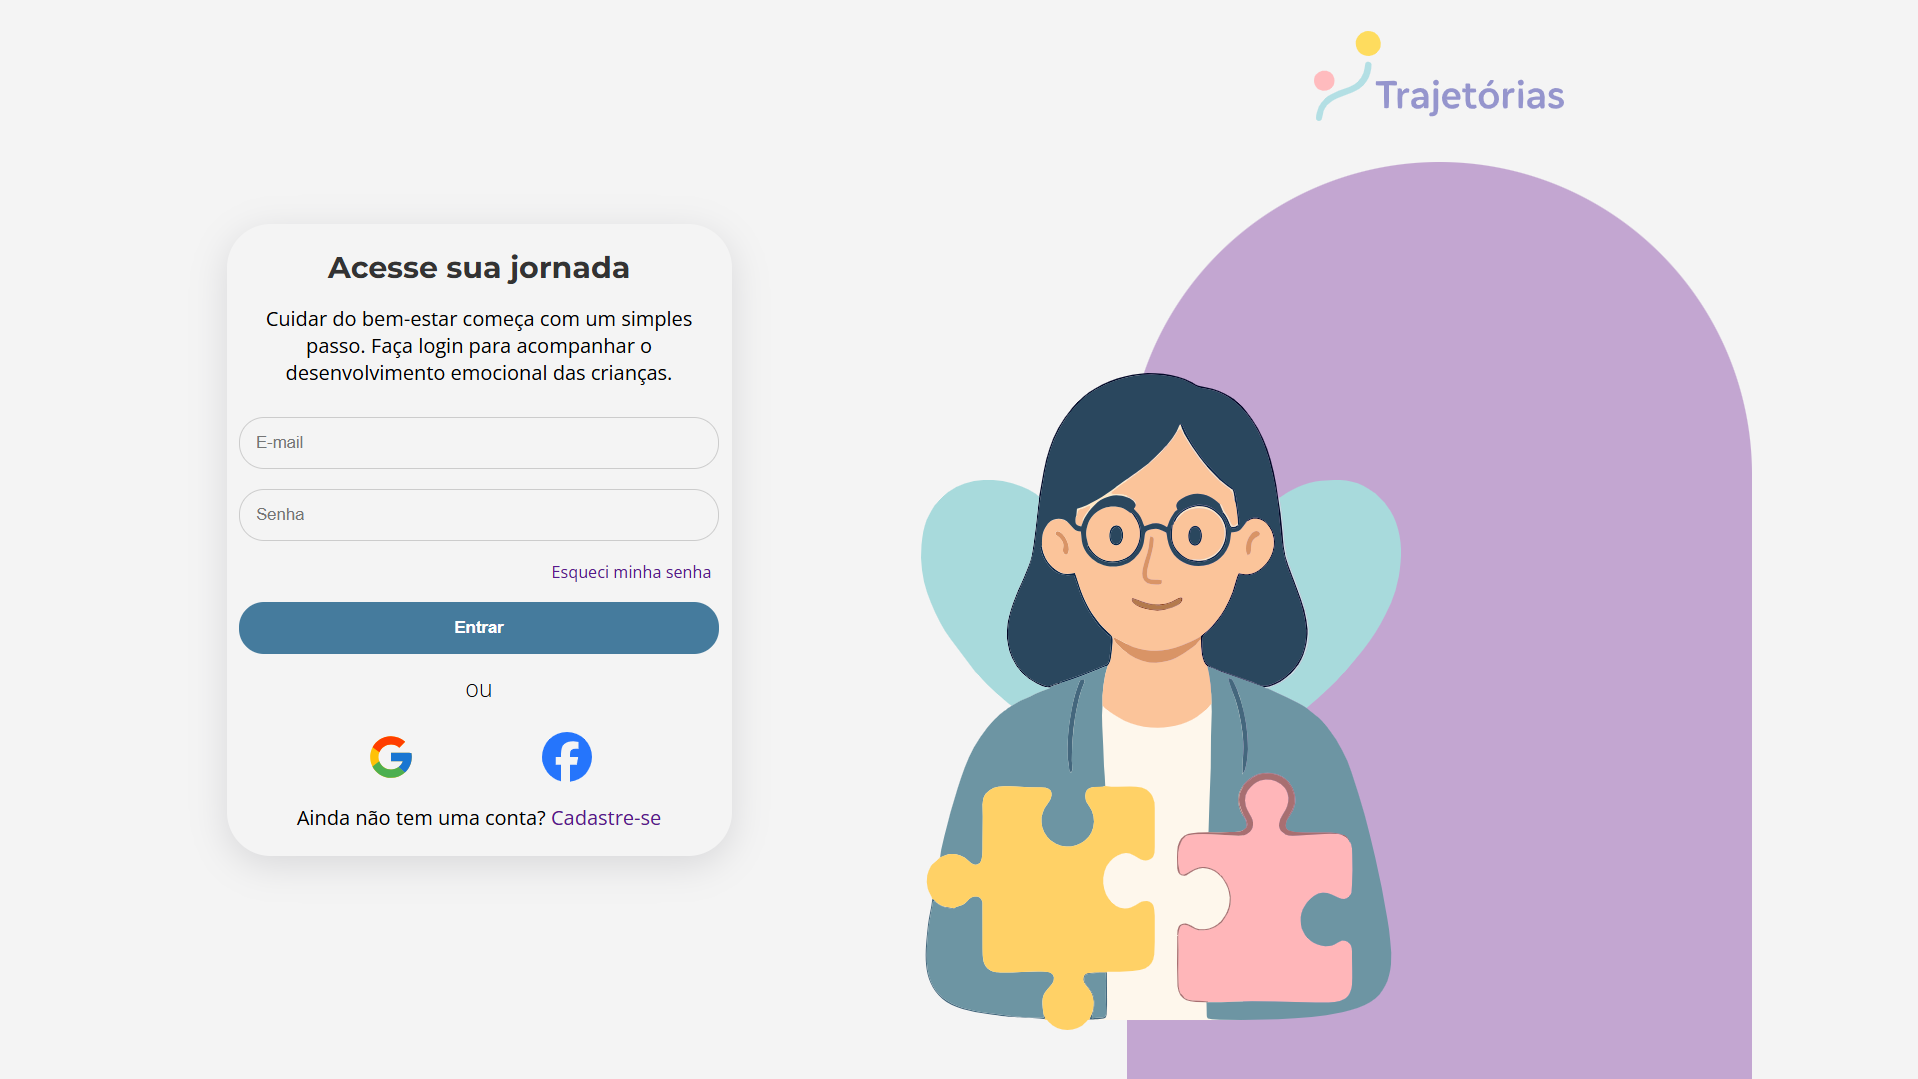 Trajetórias
Acesse sua jornada
Cuidar do bem-estar começa com um simples
passo. Faça login para acompanhar o
desenvolvimento emocional das crianças.
E-mail
Senha
Esqueci minha senha
Entrar
OU
Ainda não tem uma conta? Cadastre-se